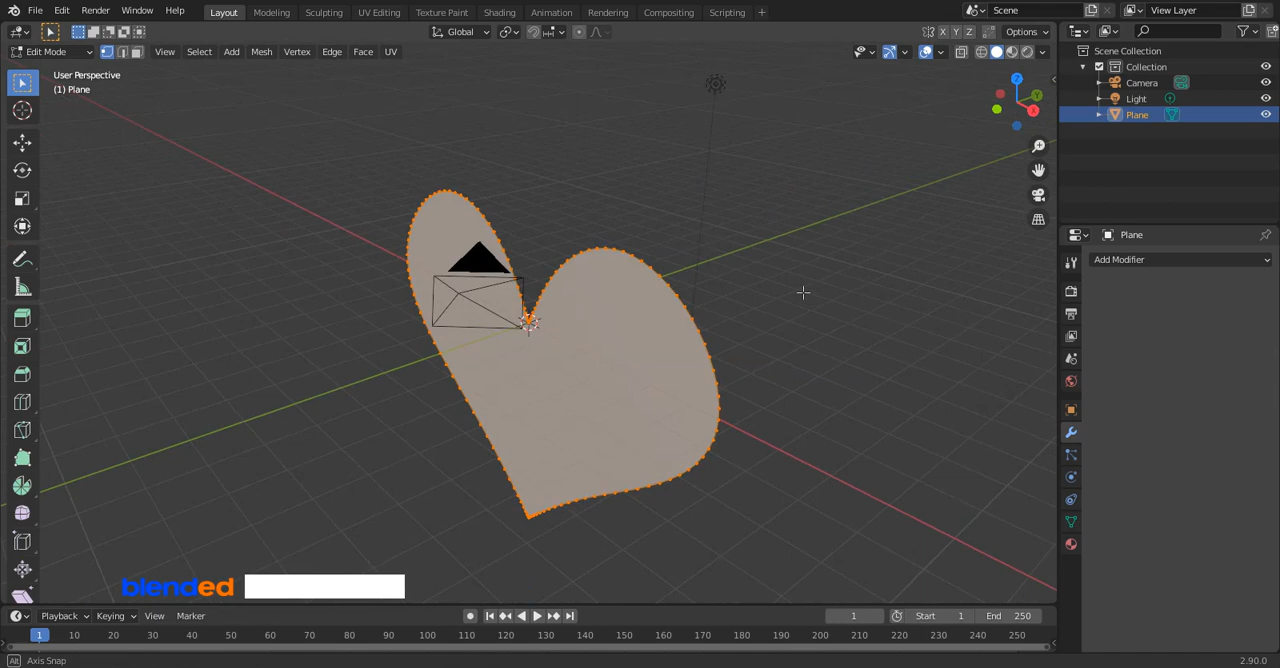 File Edit Render Window Help
Layout Modeling Sculpting UV Editing Texture Paint Shading Animation Rendering Compositing Scripting +
Scene View Layer
Global X Y Z Options
Edit Mode View Select Add Mesh Vertex Edge Face UV
User Perspective
(1) Plane
Z
Y
X
Scene Collection
Collection
Camera
Light
Plane
Plane
Add Modifier
blended
Playback Keying View Marker
1 Start 1 End 250
1 10 20 30 40 50 60 70 80 90 100 110 120 130 140 150 160 170 180 190 200 210 220 230 240 250
Alt Axis Snap 2.90.0